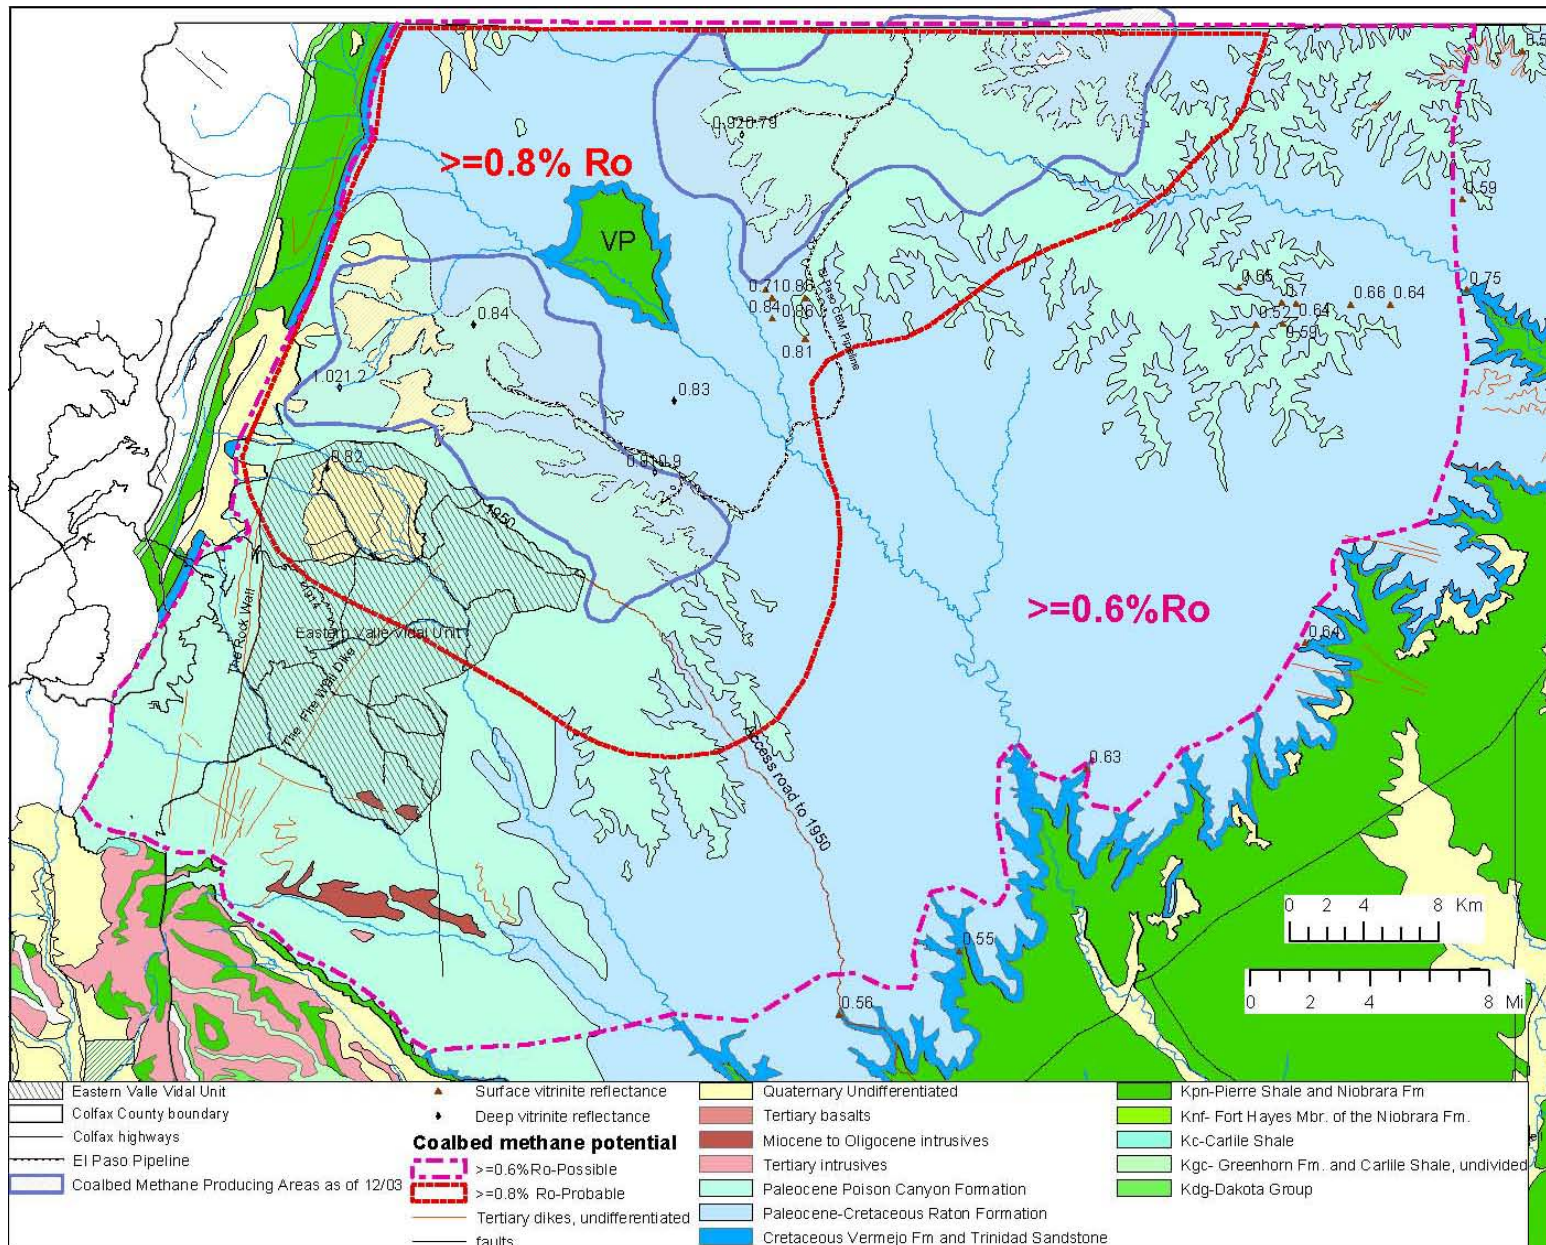 0.5
0.920.79
>=0.8% Ro
0.59
VP
0.65
0.75
0.710.86
0.7
0.66
0.64
0.84
0.86
0.52
0.64
0.59
0.84
0.81
El Paso CBM Pipeline
1.021.2
0.83
0.82
0.910.9
1950
The Rock Wall
1914
Eastern Valle Vidal Unit
The Fire Wall Dike
>=0.6%Ro
0.64
Access road to 1950
0.63
0.55
0.56
0 2 4 8 Km
0 2 4 8 Mi
Eastern Valle Vidal Unit
Colfax County boundary
Colfax highways
El Paso Pipeline
Coalbed Methane Producing Areas as of 12/03
Surface vitrinite reflectance
Deep vitrinite reflectance
Coalbed methane potential
>=0.6%Ro-Possible
>=0.8% Ro-Probable
Tertiary dikes, undifferentiated
faults
Quaternary Undifferentiated
Tertiary basalts
Miocene to Oligocene intrusives
Tertiary intrusives
Paleocene Poison Canyon Formation
Paleocene-Cretaceous Raton Formation
Cretaceous Vermejo Fm and Trinidad Sandstone
Kpn-Pierre Shale and Niobrara Fm
Knf- Fort Hayes Mbr. of the Niobrara Fm.
Kc-Carlile Shale
Kgc- Greenhorn Fm. and Carlile Shale, undivided
Kdg-Dakota Group